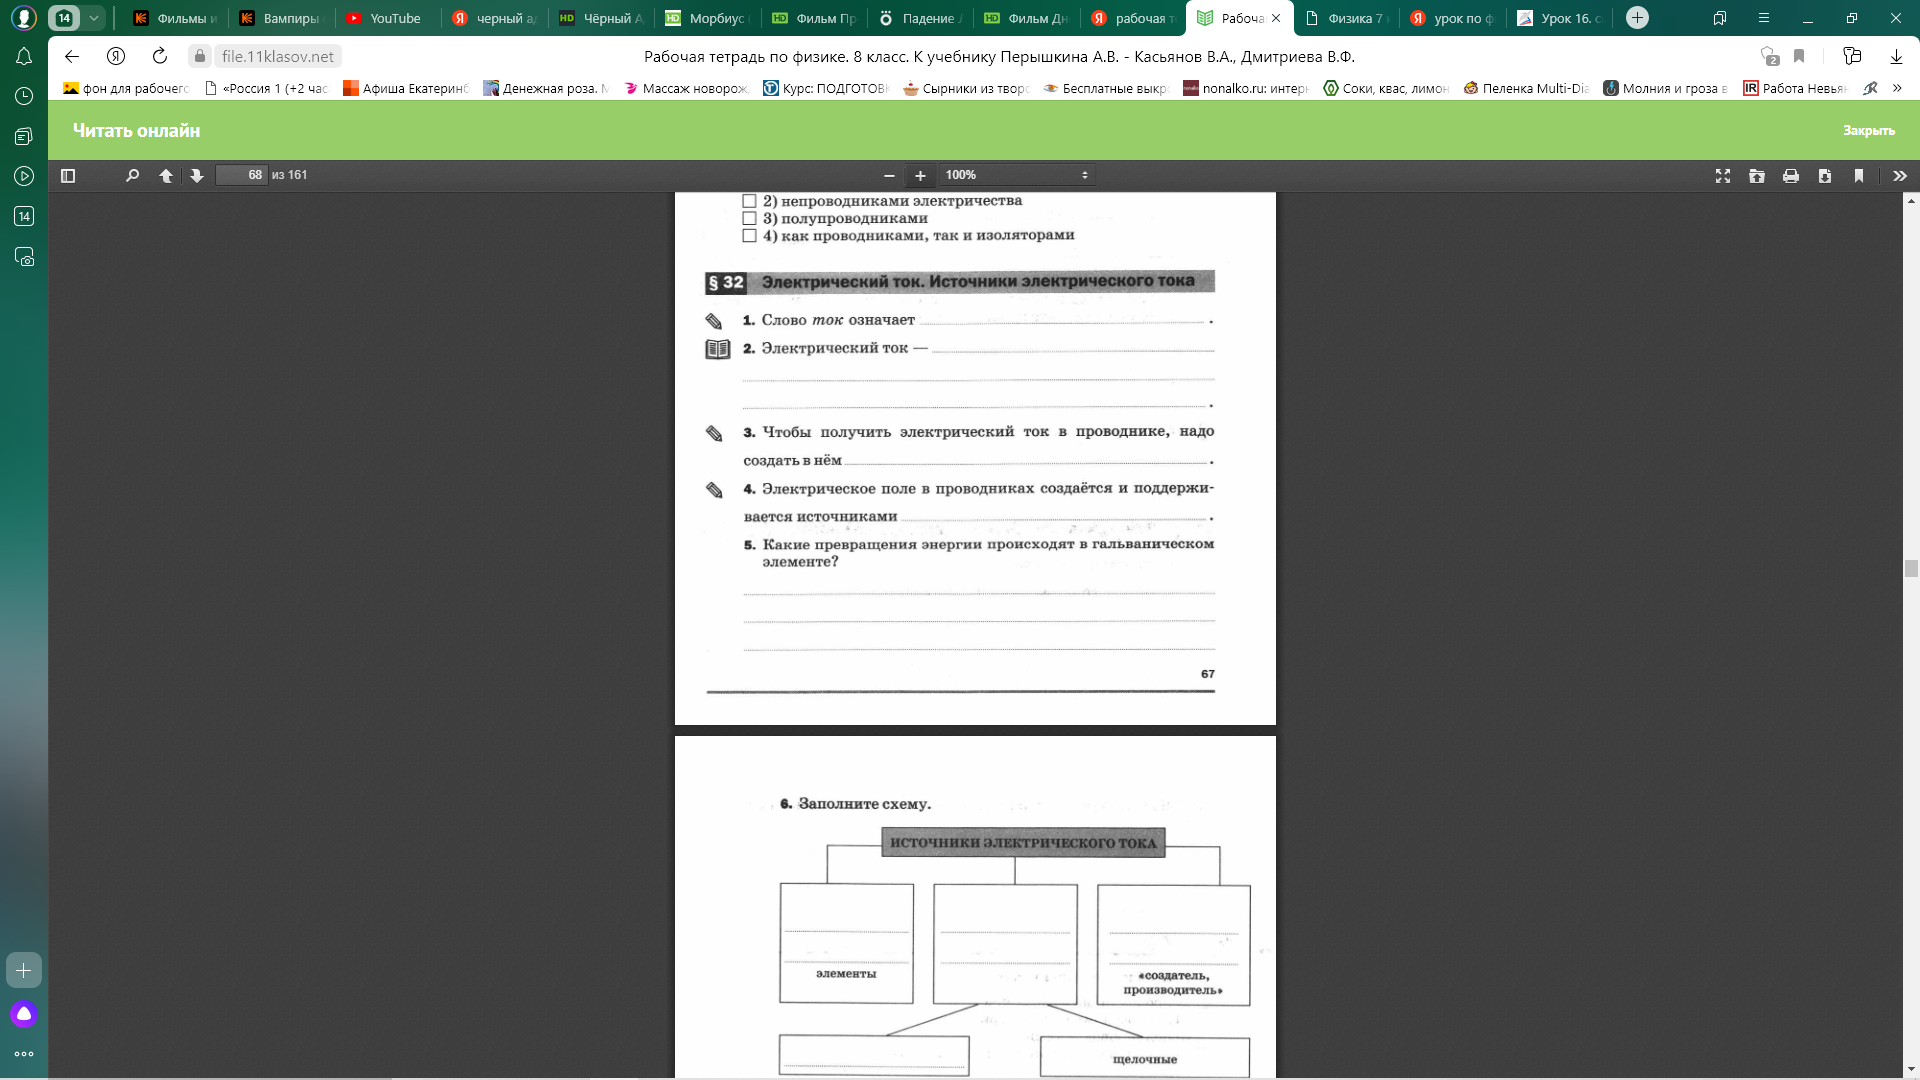 14
Фильмы и
Вампиры
YouTube
черный ад
Чёрный А
Морбиус (
Фильм Пр
Падение Л
Фильм Дн
рабочая т
Рабоча
Физика 7 к
урок по ф
Урок 16. с
file.11klasov.net
Рабочая тетрадь по физике. 8 класс. К учебнику Перышкина А.В. - Касьянов В.А., Дмитриева В.Ф.
2
фон для рабочего
«Россия 1 (+2 час
Афиша Екатеринб
Денежная роза. М
Массаж новорож
Курс: ПОДГОТОВК
Сырники из твор
Бесплатные выкр
nonalko.ru: интерн
Соки, квас, лимон
Пеленка Multi-Dia
Молния и гроза в
Работа Невьян
Читать онлайн
Закрыть
68 из 161
100%
14
2) непроводниками электричества
3) полупроводниками
4) как проводниками, так и изоляторами
§ 32 Электрический ток. Источники электрического тока
1. Слово ток означает .
2. Электрический ток —
.
3. Чтобы получить электрический ток в проводнике, надо
создать в нём .
4. Электрическое поле в проводниках создаётся и поддержи-
вается источниками .
5. Какие превращения энергии происходят в гальваническом
элементе?
67
6. Заполните схему.
ИСТОЧНИКИ ЭЛЕКТРИЧЕСКОГО ТОКА
элементы
«создатель,
производитель»
щелочные